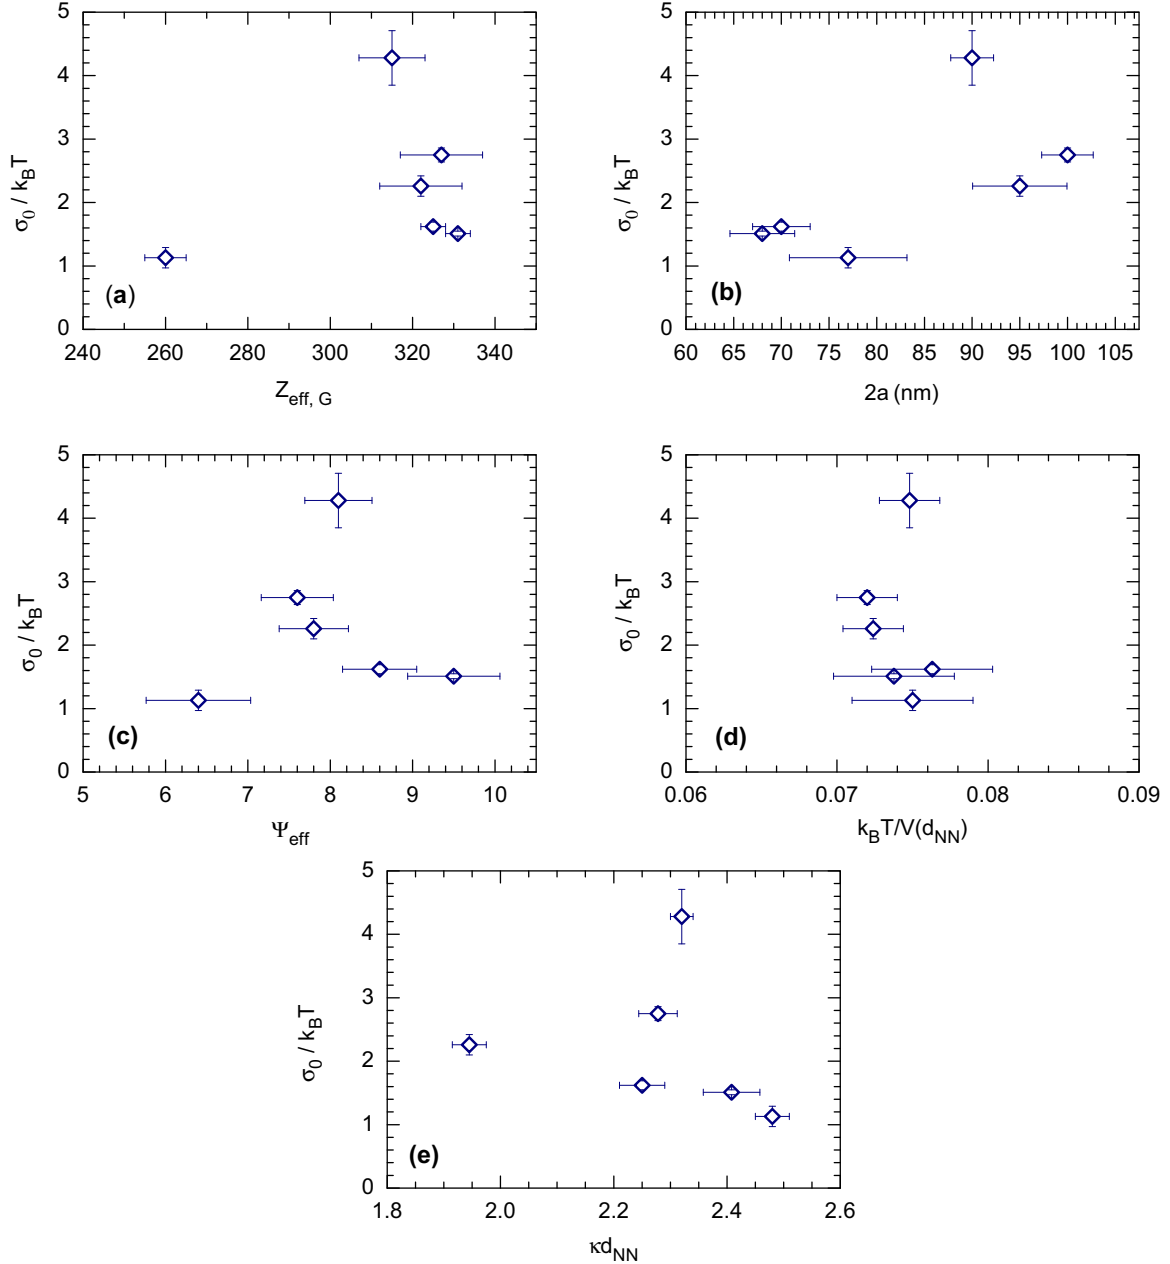 5
4
3
2
1
0
σ0 / kBT
(a)
240 260 280 300 320 340
Zeff, G
5
4
3
2
1
0
σ0 / kBT
(b)
60 65 70 75 80 85 90 95 100 105
2a (nm)
5
4
3
2
1
0
σ0 / kBT
(c)
5 6 7 8 9 10
Ψeff
5
4
3
2
1
0
σ0 / kBT
(d)
0.06 0.07 0.08 0.09
kBT/V(dNN)
5
4
3
2
1
0
σ0 / kBT
(e)
1.8 2.0 2.2 2.4 2.6
κdNN